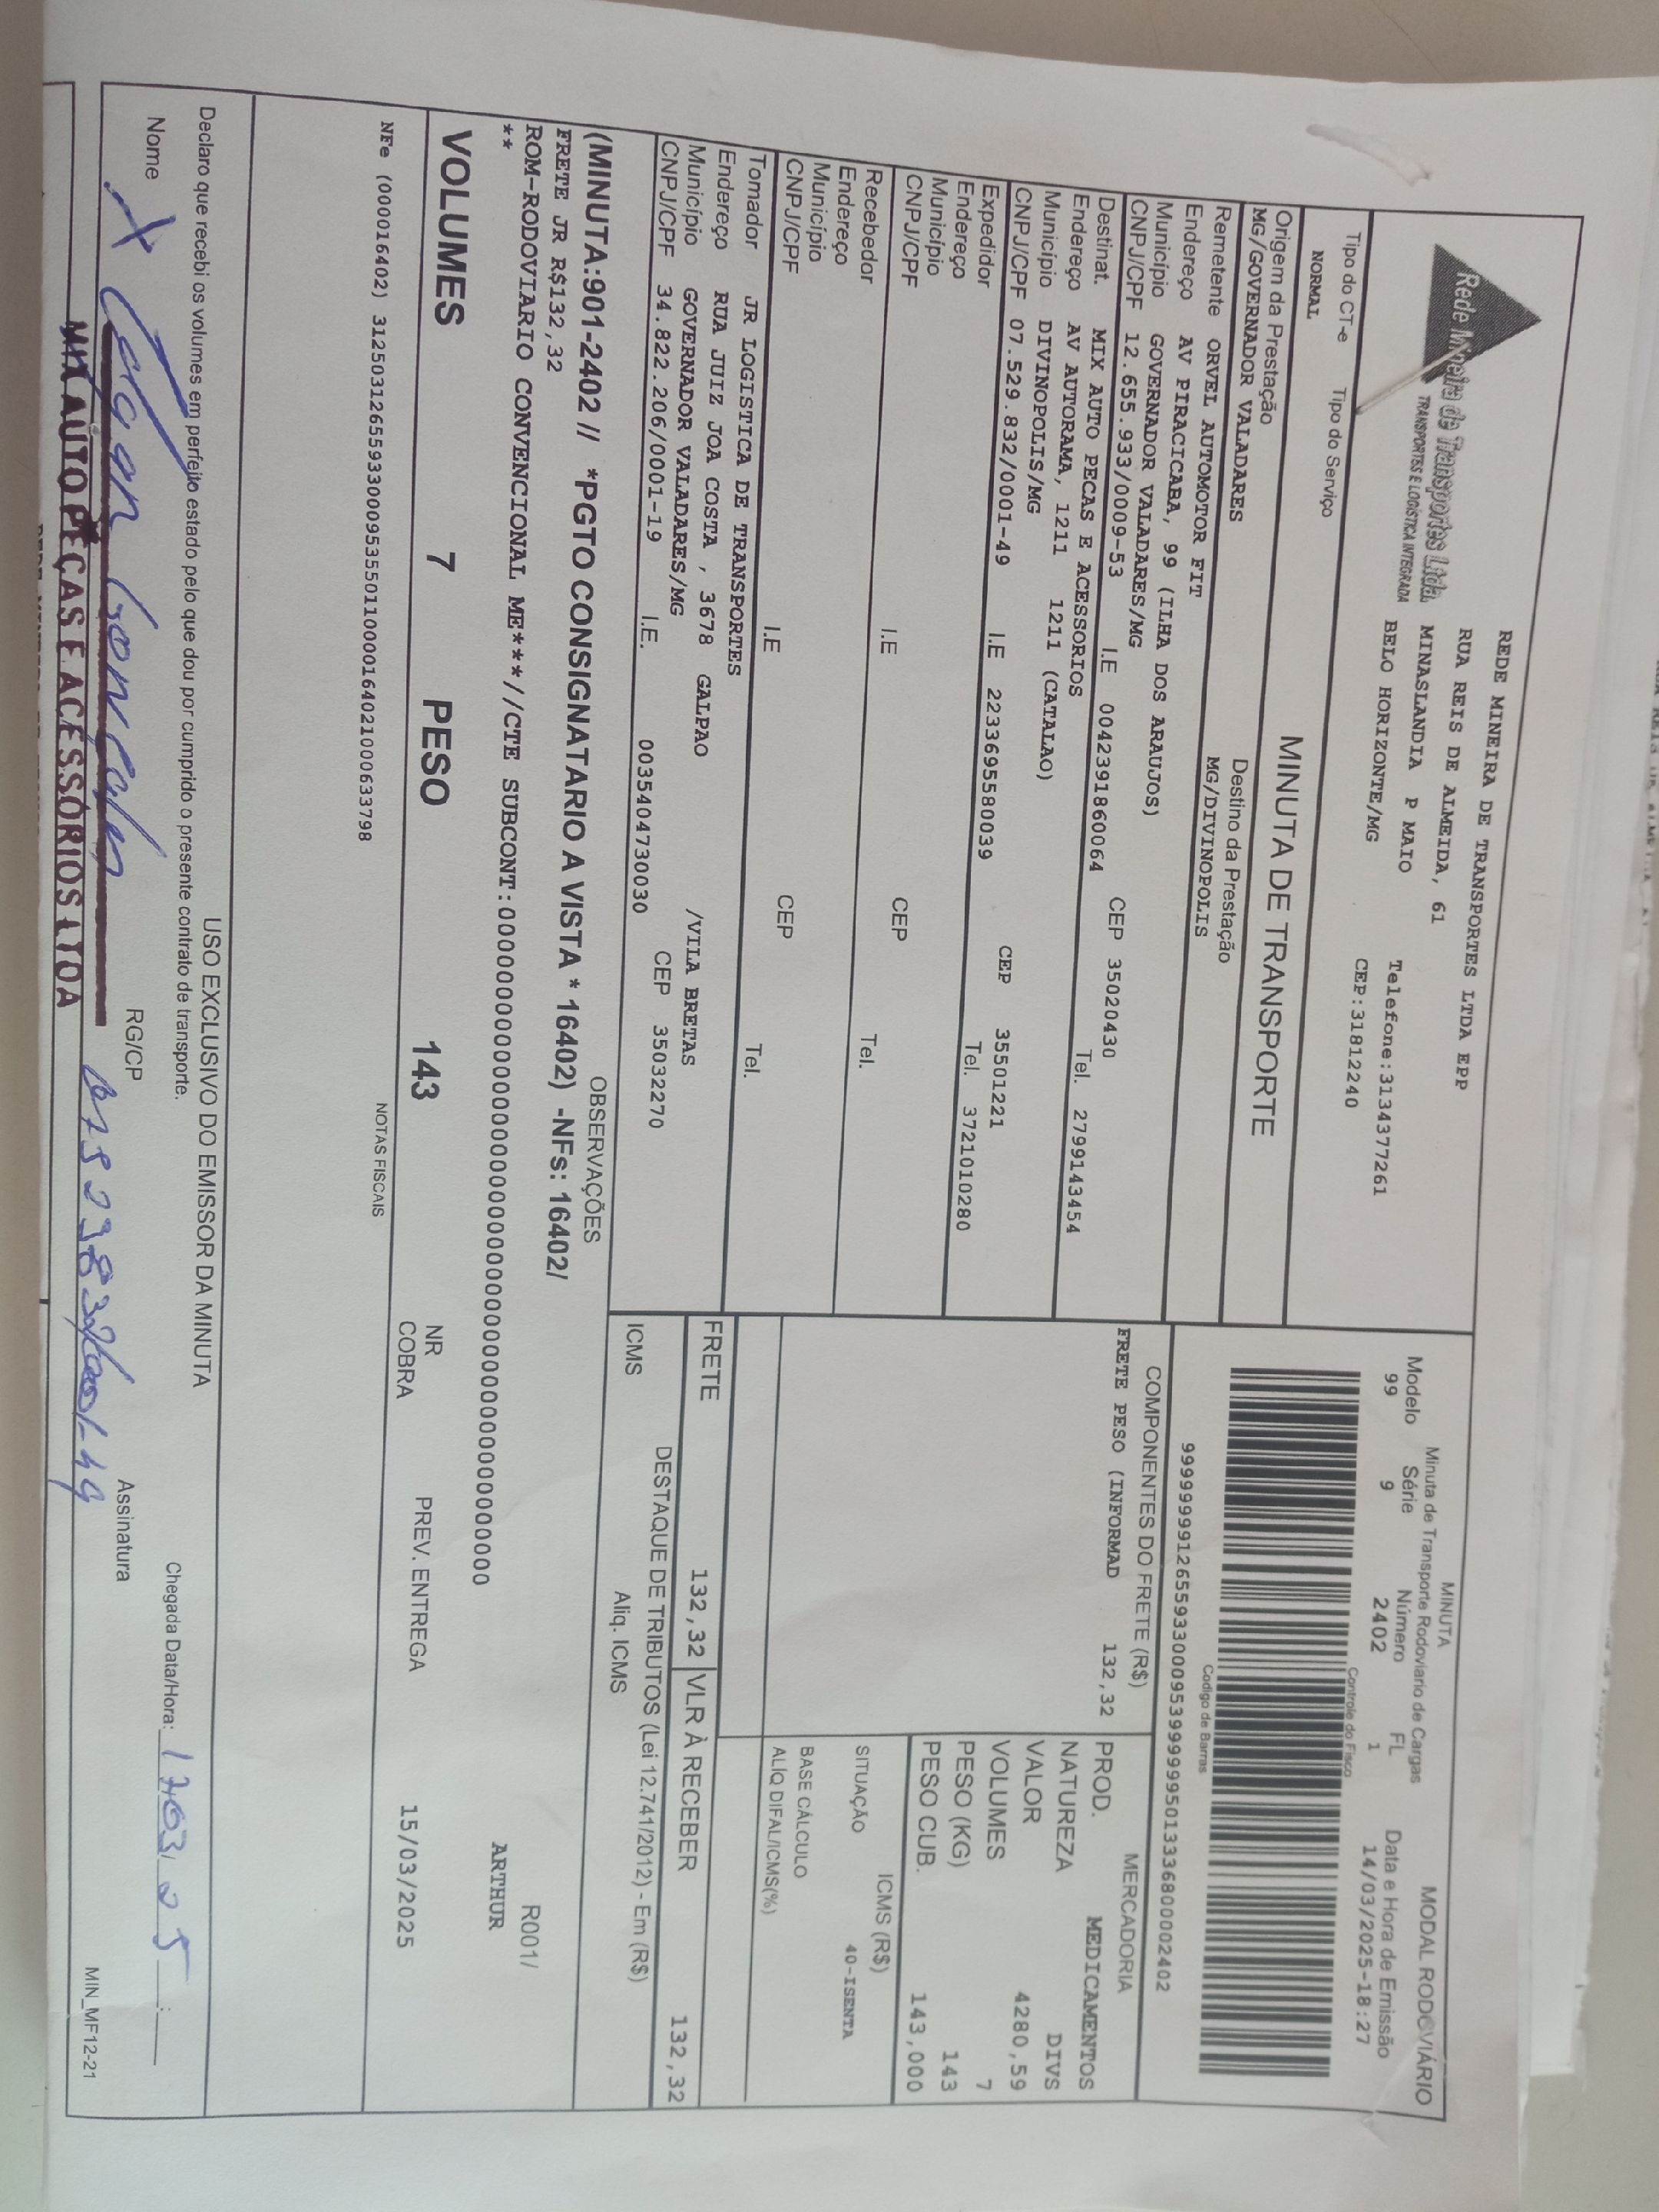 Rede Mineira de Transportes Ltda.
TRANSPORTES E LOGÍSTICA INTEGRADA
REDE MINEIRA DE TRANSPORTES LTDA EPP
RUA REIS DE ALMEIDA, 61
MINASLANDIA P MAIO
BELO HORIZONTE/MG
Telefone:3134377261
CEP:31812240
Tipo do CT-e Tipo do Serviço
NORMAL
MINUTA DE TRANSPORTE
MINUTA MODAL RODOVIÁRIO
Minuta de Transporte Rodoviario de Cargas
Modelo Série Número FL Data e Hora de Emissão
99 9 2402 1 14/03/2025-18:27
Controle do Fisco
Codigo de Barras
Origem da Prestação Destino da Prestação
MG/GOVERNADOR VALADARES MG/DIVINOPOLIS
Remetente ORVEL AUTOMOTOR FIT
Endereço AV PIRACICABA, 99 (ILHA DOS ARAUJOS)
Município GOVERNADOR VALADARES/MG CEP 35020430
CNPJ/CPF 12.655.933/0009-53 I.E 0042391860064 Tel. 2799143454
Destinat. MIX AUTO PECAS E ACESSORIOS
Endereço AV AUTORAMA, 1211 1211 (CATALAO)
Município DIVINOPOLIS/MG CEP 35501221
CNPJ/CPF 07.529.832/0001-49 I.E 2233695580039 Tel. 3721010280
Expedidor
Endereço
Município CEP
CNPJ/CPF I.E Tel.
Recebedor
Endereço
Município CEP
CNPJ/CPF I.E Tel.
Tomador JR LOGISTICA DE TRANSPORTES
Endereço RUA JUIZ JOA COSTA , 3678 GALPAO /VILA BRETAS
Município GOVERNADOR VALADARES/MG CEP 35032270
CNPJ/CPF 34.822.206/0001-19 I.E. 0035404730030
COMPONENTES DO FRETE (R$)
FRETE PESO (INFORMAD 132,32
MERCADORIA
PROD. MEDICAMENTOS
NATUREZA DIVS
VALOR 4280,59
VOLUMES 7
PESO (KG) 143
PESO CUB. 143,000
ICMS (R$)
SITUAÇÃO 40-ISENTA
BASE CÁLCULO
ALÍQ DIFAL/ICMS(%)
FRETE 132,32 VLR À RECEBER 132,32
DESTAQUE DE TRIBUTOS (Lei 12.741/2012) - Em (R$)
ICMS Aliq. ICMS
OBSERVAÇÕES
(MINUTA:901-2402 // *PGTO CONSIGNATARIO A VISTA * 16402) -NFs: 16402/
FRETE JR R$132,32
ROM-RODOVIARIO CONVENCIONAL ME****//CTE SUBCONT:
**
R001/
ARTHUR
VOLUMES 7 PESO 143
NR
COBRA
PREV. ENTREGA 15/03/2025
NOTAS FISCAIS
NFe (000016402) 31250312655933000953550110000164021000633798
USO EXCLUSIVO DO EMISSOR DA MINUTA
Declaro que recebi os volumes em perfeito estado pelo que dou por cumprido o presente contrato de transporte.
Chegada Data/Hora: 17/03/
Nome RG/CP Assinatura
MIX AUTO PEÇAS E ACESSÓRIOS LTDA
MIN_MF12-21